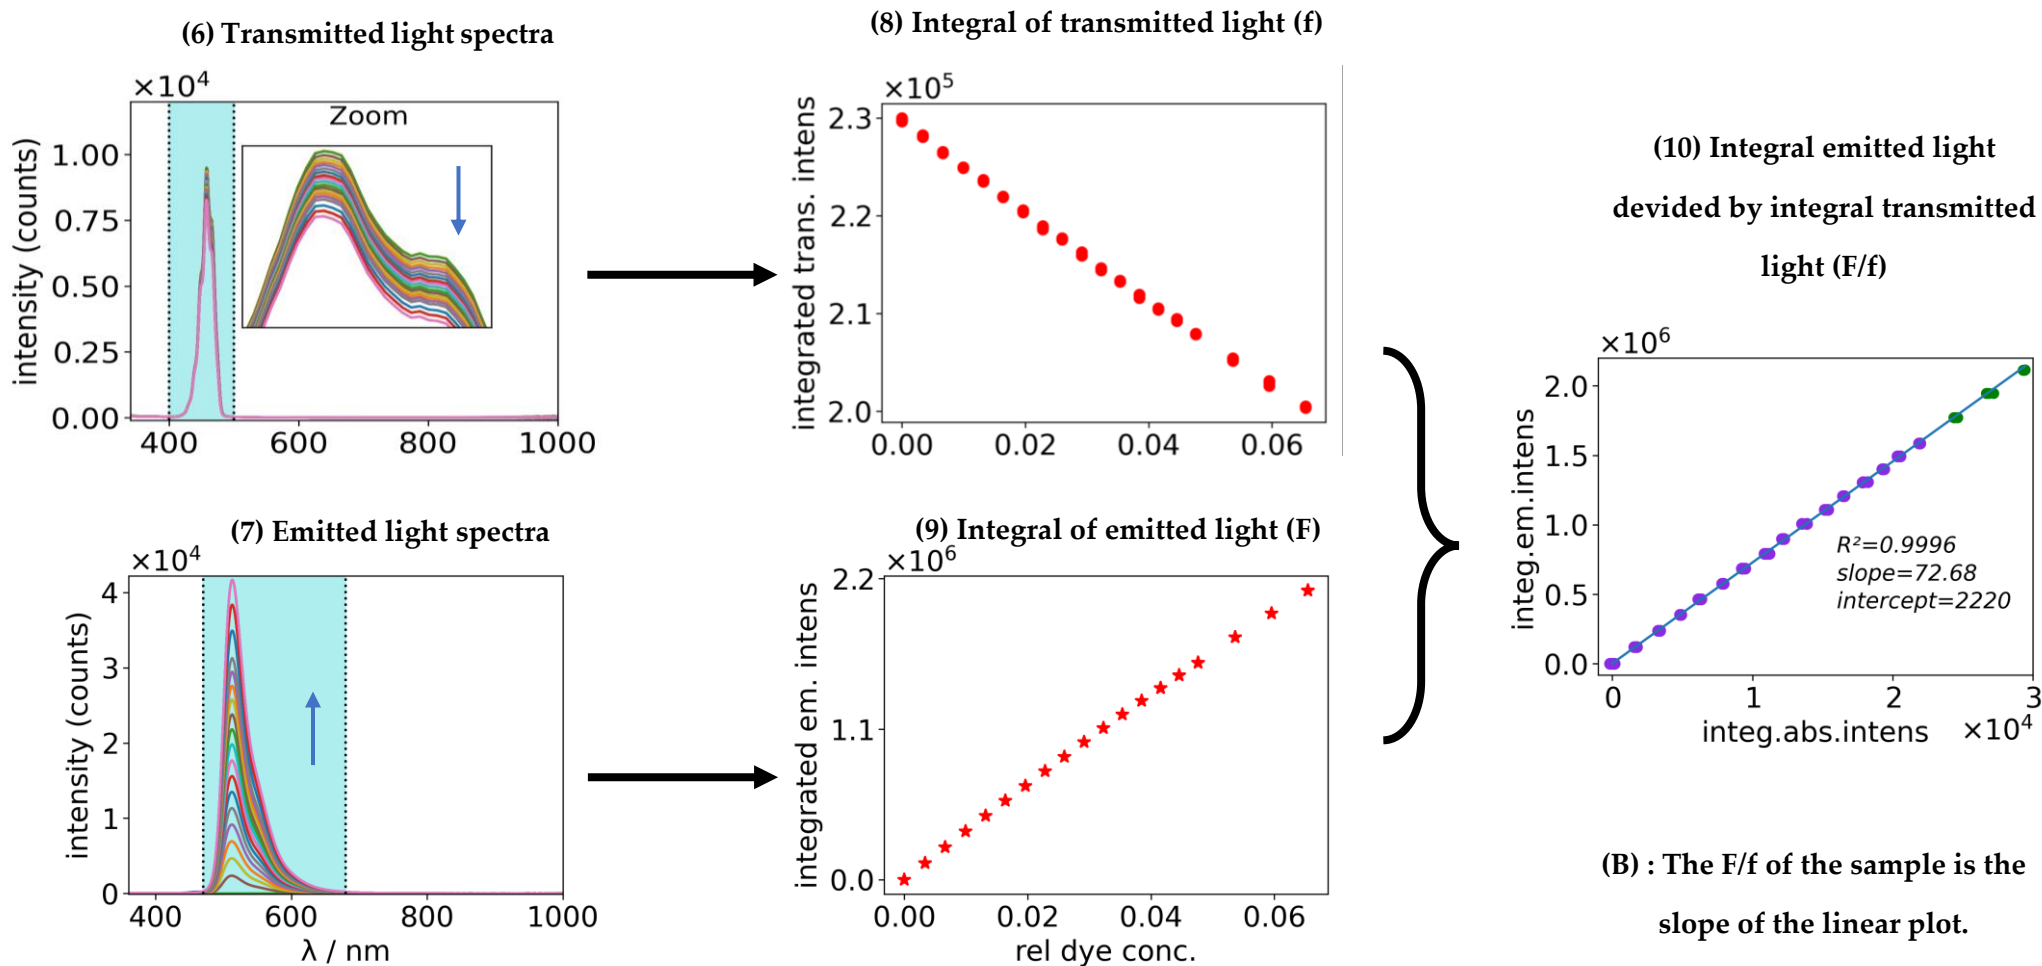 (6) Transmitted light spectra
×10⁴
Zoom
1.00
0.75
0.50
0.25
0.00
400
600
800
1000
intensity (counts)
(8) Integral of transmitted light (f)
×10⁵
2.3
2.2
2.1
2.0
0.00
0.02
0.04
0.06
integrated trans. intens
(7) Emitted light spectra
×10⁴
4
3
2
1
0
400
600
800
1000
intensity (counts)
λ / nm
(9) Integral of emitted light (F)
×10⁶
2.2
1.1
0.0
0.00
0.02
0.04
0.06
integrated em. intens
rel dye conc.
(10) Integral emitted light
devided by integral transmitted
light (F/f)
×10⁶
2.0
1.5
1.0
0.5
0.0
R²=0.9996
slope=72.68
intercept=2220
0
1
2
3
integ.em.intens
integ.abs.intens
×10⁴
(B) : The F/f of the sample is the
slope of the linear plot.